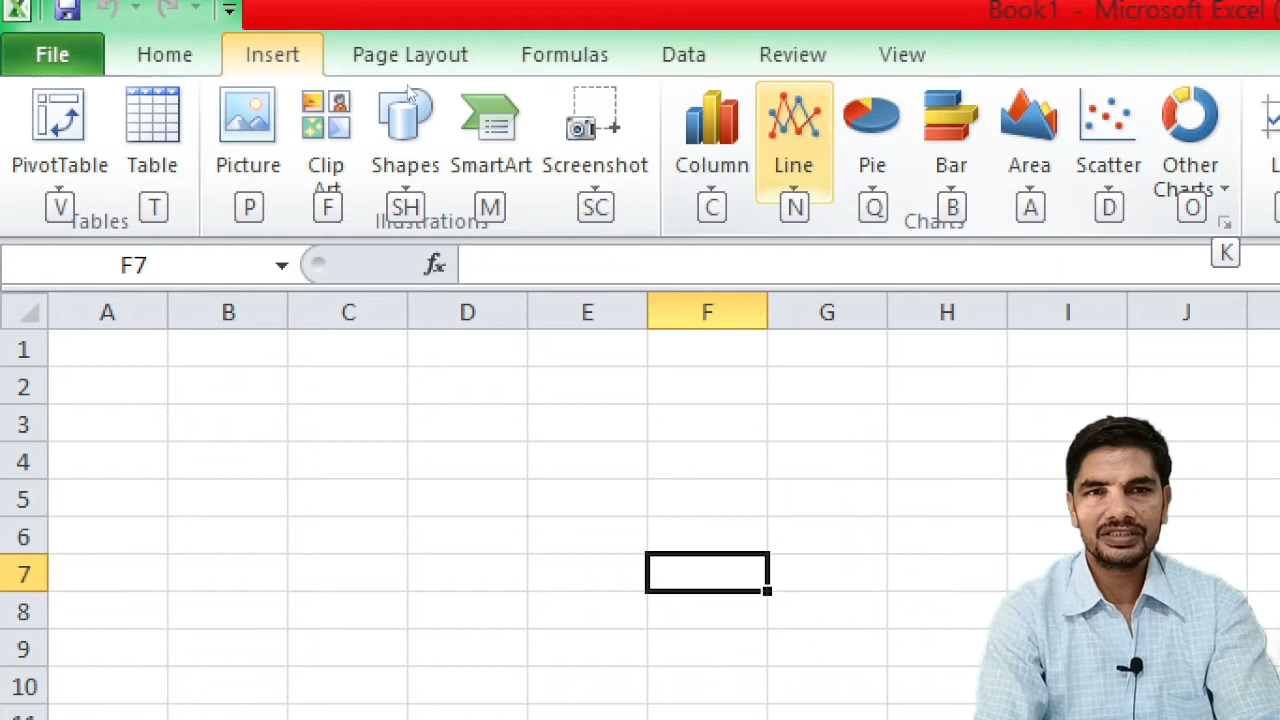 Book1 - Microsoft Excel
File Home Insert Page Layout Formulas Data Review View
PivotTable Table Picture Clip Art Shapes SmartArt Screenshot Column Line Pie Bar Area Scatter Other Charts
V T P F SH M SC C N Q B A D O
Tables Illustrations Charts
K
F7 fx
A B C D E F G H I J
1
2
3
4
5
6
7
8
9
10